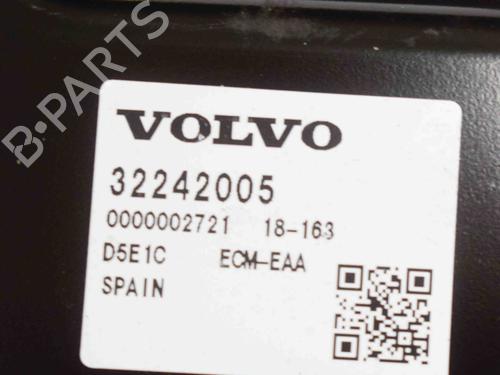 B·PARTS
VOLVO
32242005
0000002721 18-163
D5E1C ECM-EAA
SPAIN